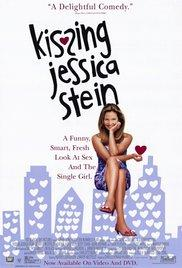 "A Delightful Comedy."
kissing
jessica
stein
A Funny,
Smart, Fresh
Look At Sex
And The
Single Girl.
Now Available On Video And DVD.